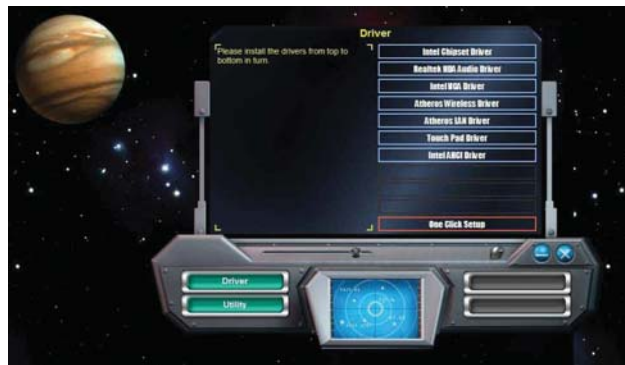 Driver
Please install the drivers from top to
bottom in turn.
Intel Chipset Driver
Realtek HDA Audio Driver
Intel VGA Driver
Atheros Wireless Driver
Atheros LAN Driver
Touch Pad Driver
Intel AHCI Driver
One Click Setup
Driver
Utility